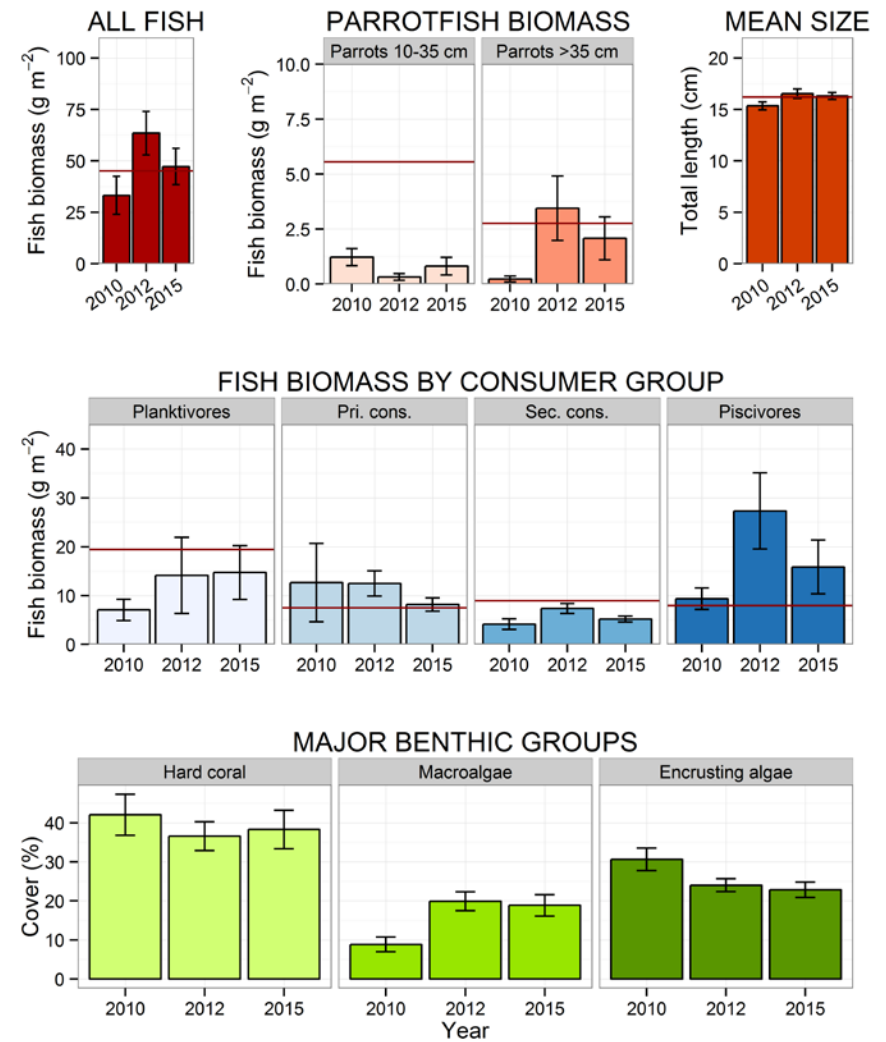 ALL FISH
Fish biomass (g m⁻²)
100
75
50
25
0
2010 2012 2015
PARROTFISH BIOMASS
Parrots 10-35 cm Parrots >35 cm
Fish biomass (g m⁻²)
10.0
7.5
5.0
2.5
0.0
2010 2012 2015 2010 2012 2015
MEAN SIZE
Total length (cm)
20
15
10
5
0
2010 2012 2015
FISH BIOMASS BY CONSUMER GROUP
Planktivores Pri. cons. Sec. cons. Piscivores
Fish biomass (g m⁻²)
40
30
20
10
0
2010 2012 2015 2010 2012 2015 2010 2012 2015 2010 2012 2015
MAJOR BENTHIC GROUPS
Hard coral Macroalgae Encrusting algae
Cover (%)
40
30
20
10
0
2010 2012 2015 2010 2012 2015 2010 2012 2015
Year